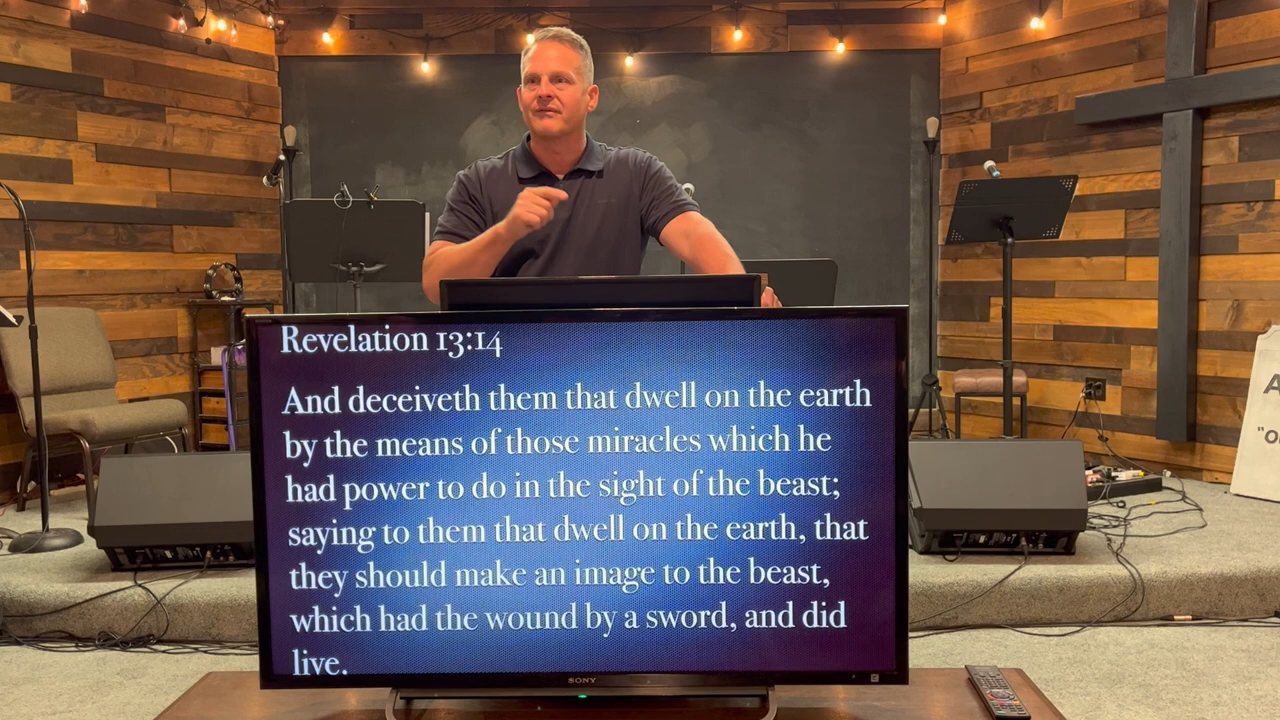 Revelation 13:14
And deceiveth them that dwell on the earth
by the means of those miracles which he
had power to do in the sight of the beast;
saying to them that dwell on the earth, that
they should make an image to the beast,
which had the wound by a sword, and did
live.
SONY